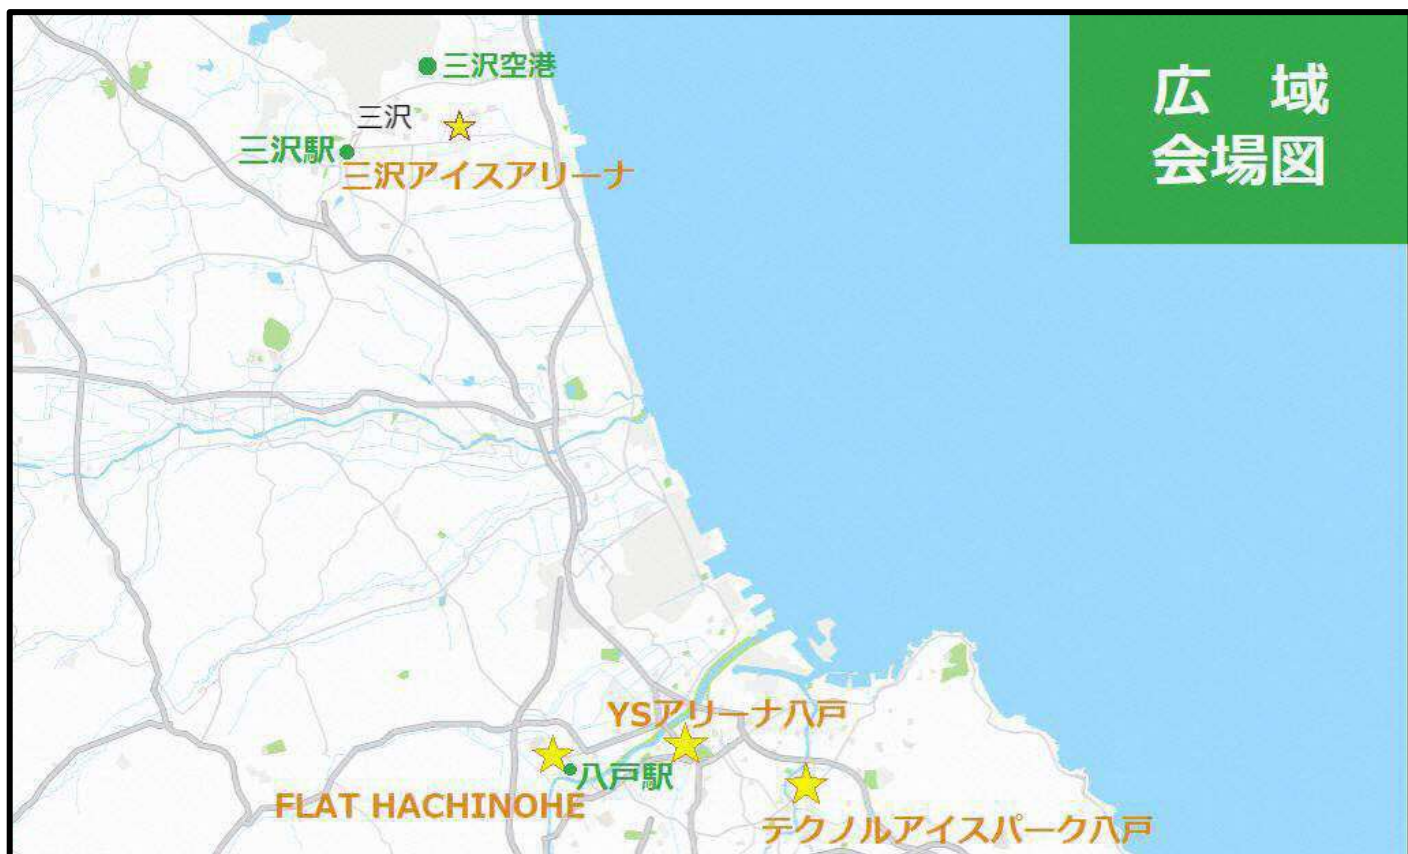 広　域
会場図
三沢空港
三沢
三沢駅
三沢アイスアリーナ
YSアリーナ八戸
八戸駅
FLAT HACHINOHE
テクノルアイスパーク八戸